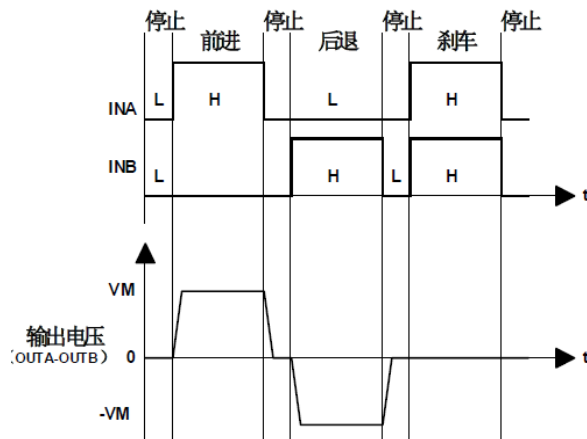 停止 停止 停止 停止
前进 后退 刹车
INA L H L H
INB L H L H
t
VM
输出电压
（OUTA-OUTB） 0 t
-VM